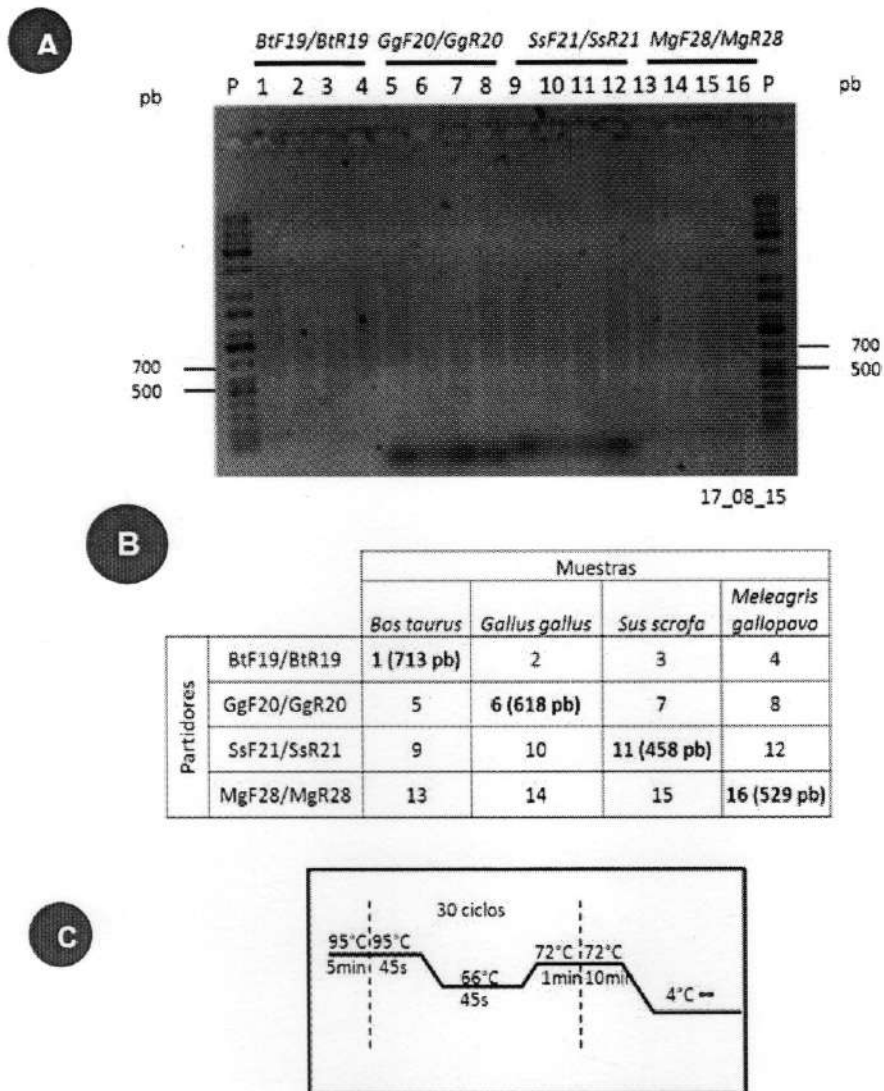 A
BtF19/BtR19 GgF20/GgR20 SsF21/SsR21 MgF28/MgR28
pb P 1 2 3 4 5 6 7 8 9 10 11 12 13 14 15 16 P pb
700 700
500 500
17_08_15
B
Muestras
Bos taurus Gallus gallus Sus scrofa Meleagris gallopavo
Partidores
BtF19/BtR19 1 (713 pb) 2 3 4
GgF20/GgR20 5 6 (618 pb) 7 8
SsF21/SsR21 9 10 11 (458 pb) 12
MgF28/MgR28 13 14 15 16 (529 pb)
C
30 ciclos
95°C 95°C 72°C 72°C
5min 45s 66°C 1min 10min
45s 4°C ∞